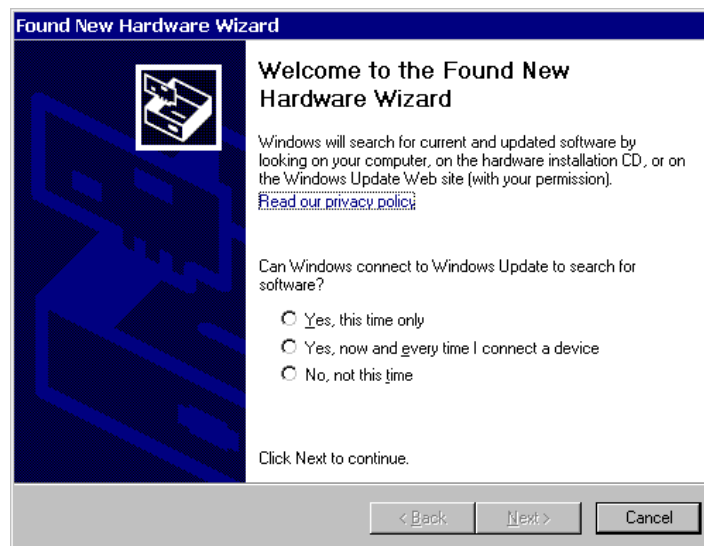 Found New Hardware Wizard
Welcome to the Found New
Hardware Wizard
Windows will search for current and updated software by
looking on your computer, on the hardware installation CD, or on
the Windows Update Web site (with your permission).
Read our privacy policy
Can Windows connect to Windows Update to search for
software?
Yes, this time only
Yes, now and every time I connect a device
No, not this time
Click Next to continue.
< Back
Next >
Cancel